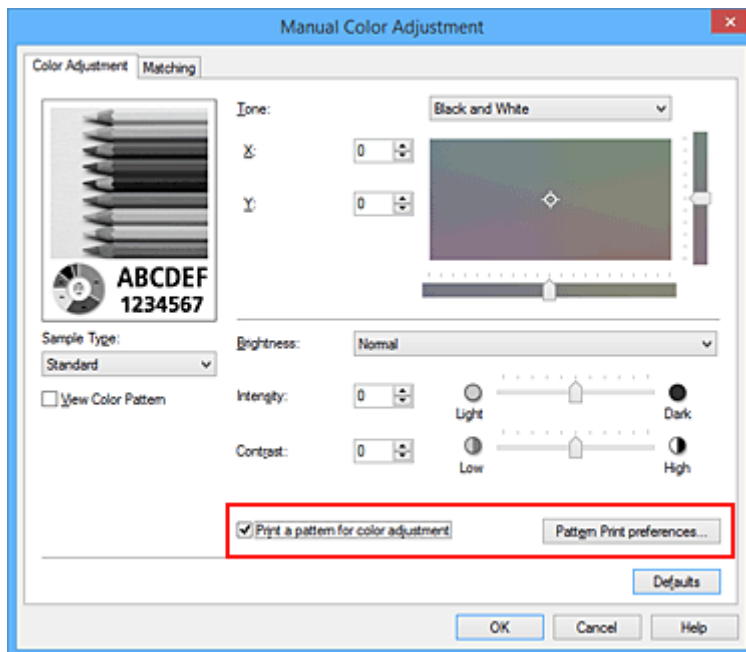 Manual Color Adjustment
Color Adjustment
Matching
ABCDEF
1234567
Sample Type:
Standard
View Color Pattern
Tone:
Black and White
X:
0
Y:
0
Brightness:
Normal
Intensity:
0
Light
Dark
Contrast:
0
Low
High
Print a pattern for color adjustment
Pattern Print preferences...
Defaults
OK
Cancel
Help